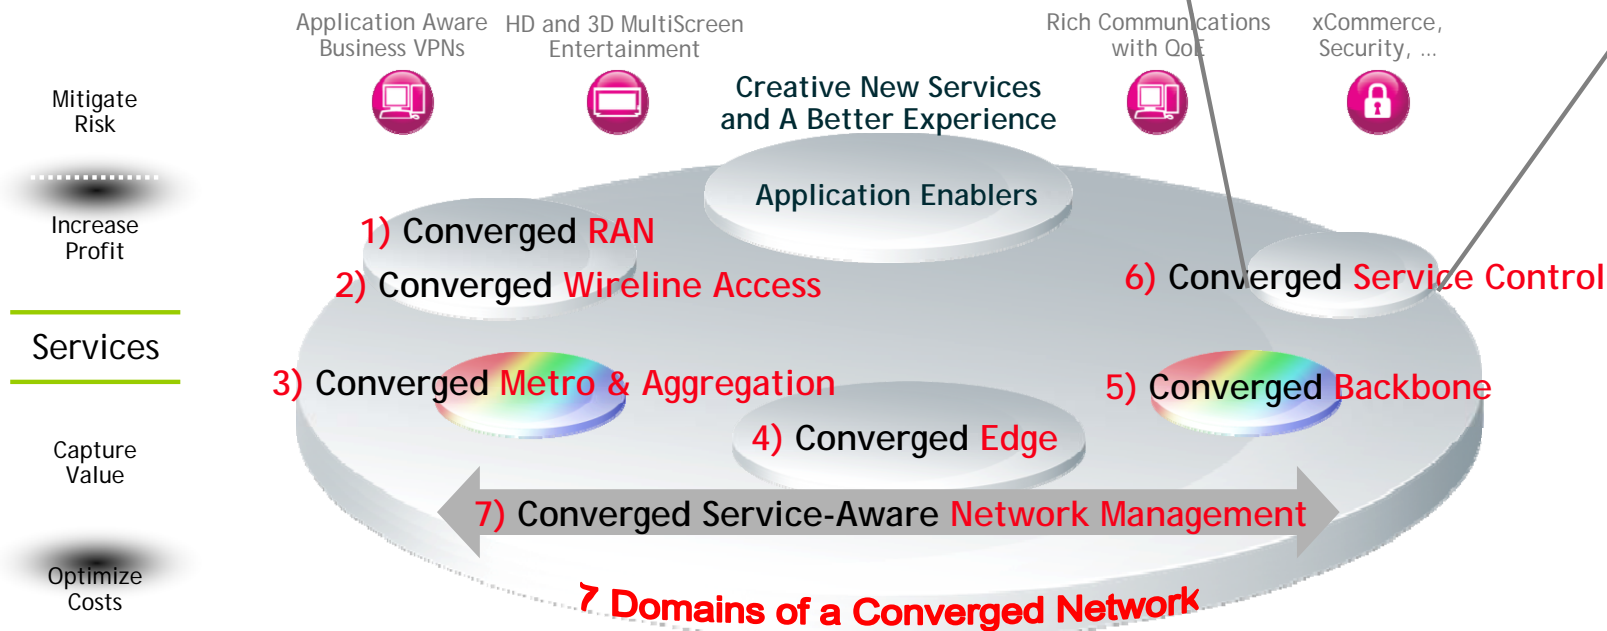 Application Aware
Business VPNs
HD and 3D MultiScreen
Entertainment
Rich Communications
with QoE
xCommerce,
Security, ...
Mitigate
Risk
Increase
Profit
Services
Capture
Value
Optimize
Costs
Creative New Services
and A Better Experience
Application Enablers
1) Converged RAN
2) Converged Wireline Access
3) Converged Metro & Aggregation
4) Converged Edge
5) Converged Backbone
6) Converged Service Control
7) Converged Service-Aware Network Management
7 Domains of a Converged Network